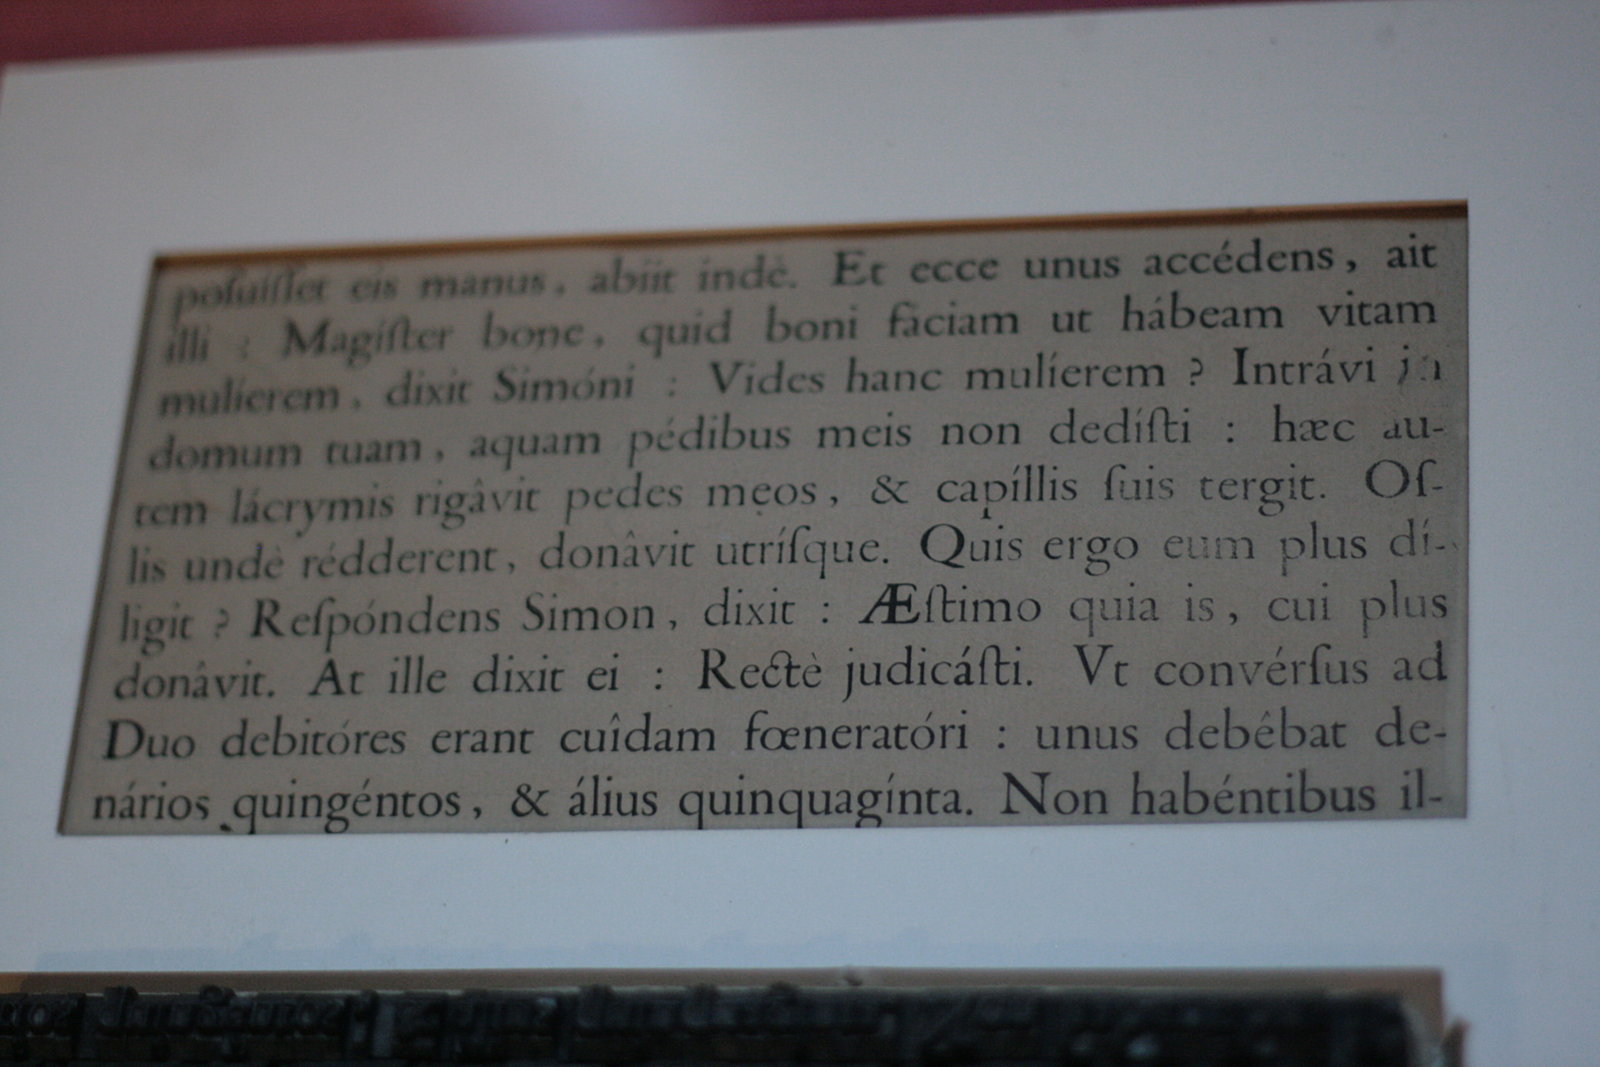 poſuiſſet eis manus, abiit indè. Et ecce unus accédens, ait
illi : Magíſter bone, quid boni fàciam ut hábeam vitam
mulíerem, dixit Simóni : Vides hanc mulíerem ? Intrávi in
domum tuam, aquam pédibus meis non dedíſti : hæc au-
tem lácrymis rigâvit pedes meos, & capíllis ſuis tergit. Oſ-
lis undè rédderent, donâvit utríſque. Quis ergo eum plus dí-
ligit ? Reſpóndens Simon, dixit : Æſtimo quia is, cui plus
donâvit. At ille dixit ei : Rectè judicáſti. Vt convérſus ad
Duo debitóres erant cuîdam fœneratóri : unus debêbat de-
nários quingéntos, & álius quinquagínta. Non habéntibus il-